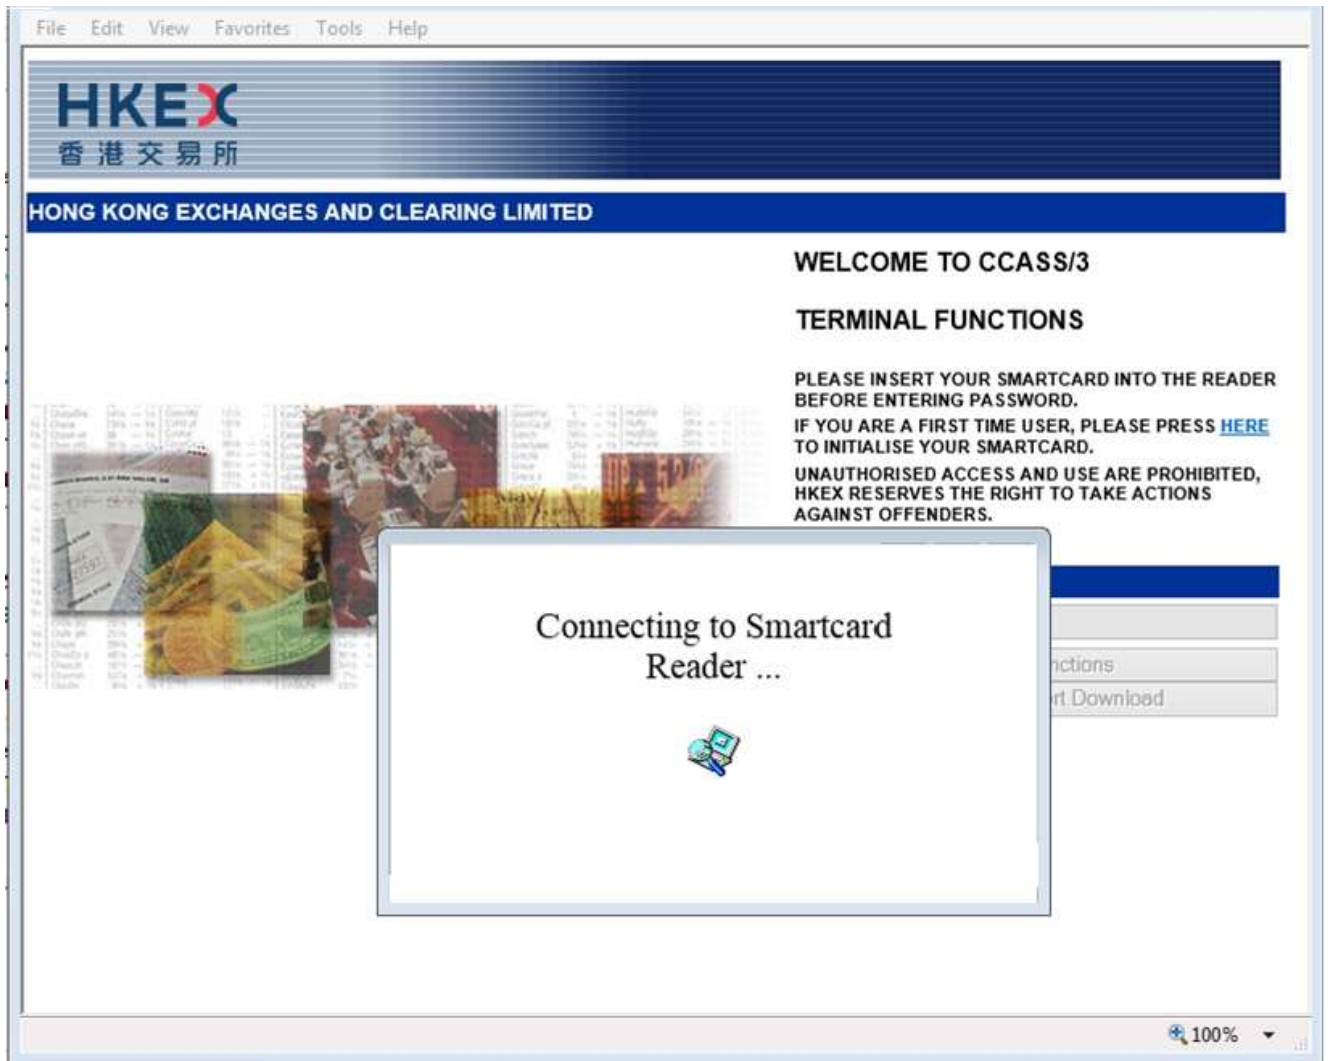 File Edit View Favorites Tools Help
HKEX
香港交易所
HONG KONG EXCHANGES AND CLEARING LIMITED
WELCOME TO CCASS/3
TERMINAL FUNCTIONS
PLEASE INSERT YOUR SMARTCARD INTO THE READER
BEFORE ENTERING PASSWORD.
IF YOU ARE A FIRST TIME USER, PLEASE PRESS HERE
TO INITIALISE YOUR SMARTCARD.
UNAUTHORISED ACCESS AND USE ARE PROHIBITED,
HKEX RESERVES THE RIGHT TO TAKE ACTIONS
AGAINST OFFENDERS.
Connecting to Smartcard
Reader ...
nctions
rt Download
100%